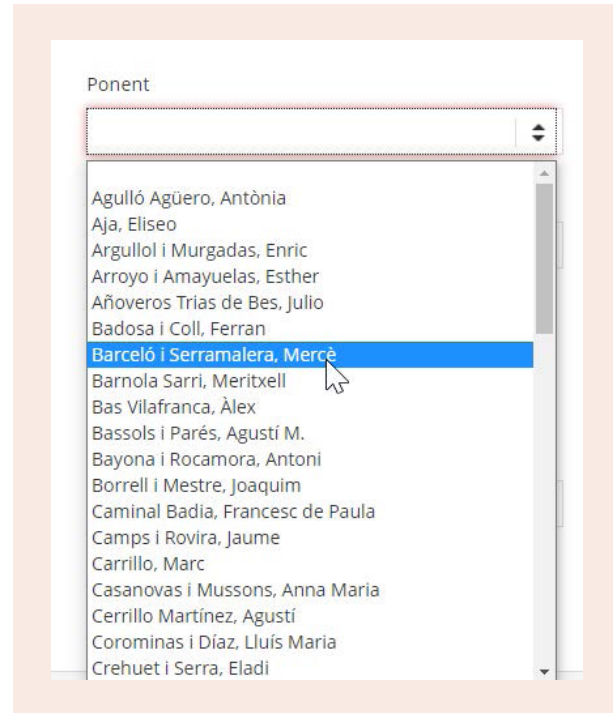 Ponent
Agulló Agüero, Antònia
Aja, Eliseo
Argullol i Murgadas, Enric
Arroyo i Amayuelas, Esther
Añoveros Trias de Bes, Julio
Badosa i Coll, Ferran
Barceló i Serramalera, Mercè
Barnola Sarri, Meritxell
Bas Vilafranca, Àlex
Bassols i Parés, Agustí M.
Bayona i Rocamora, Antoni
Borrell i Mestre, Joaquim
Caminal Badia, Francesc de Paula
Camps i Rovira, Jaume
Carrillo, Marc
Casanovas i Mussons, Anna Maria
Cerrillo Martínez, Agustí
Corominas i Díaz, Lluís Maria
Crehuet i Serra, Eladi